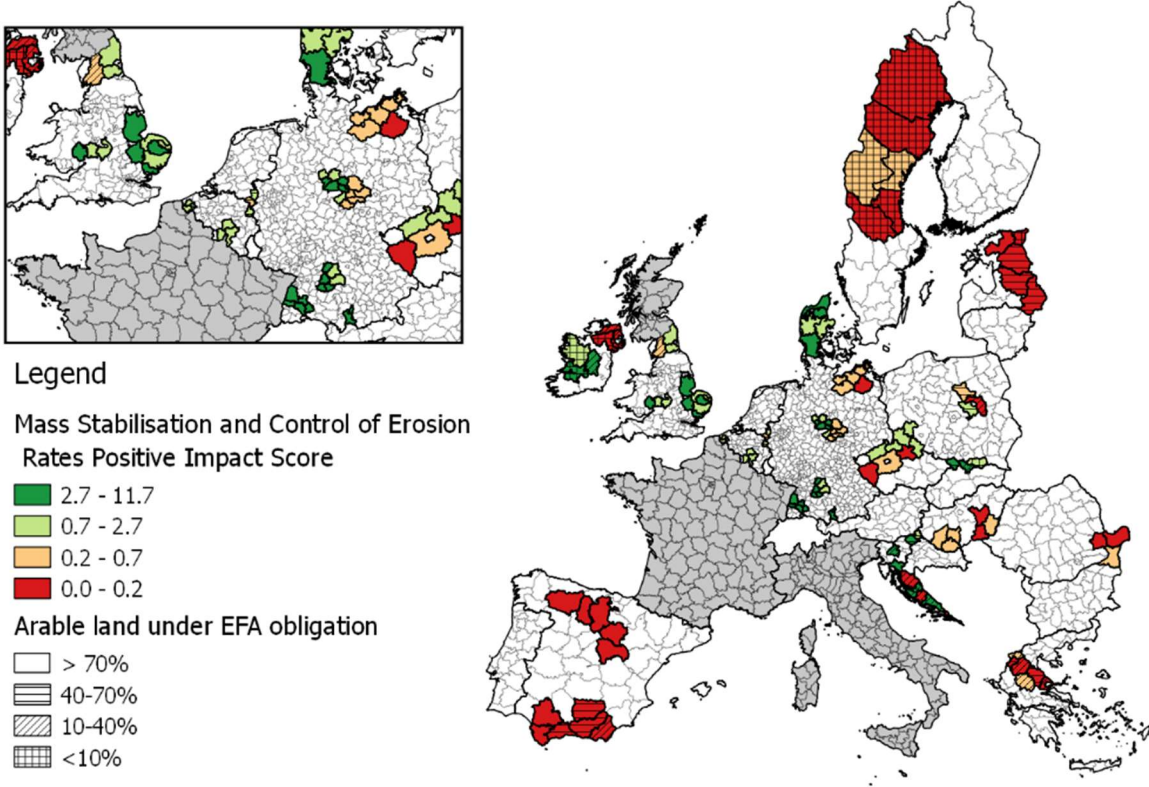 Legend
Mass Stabilisation and Control of Erosion
Rates Positive Impact Score
2.7 - 11.7
0.7 - 2.7
0.2 - 0.7
0.0 - 0.2
Arable land under EFA obligation
> 70%
40-70%
10-40%
<10%